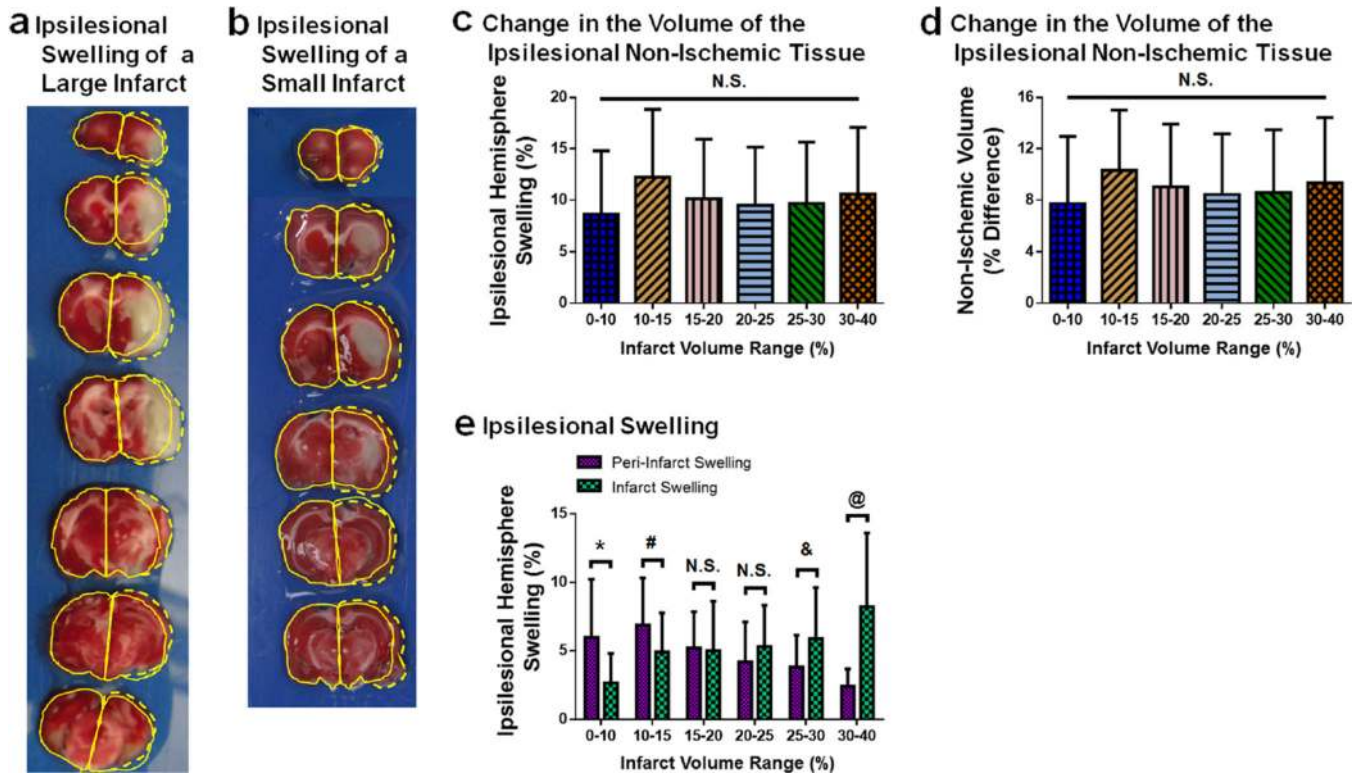 a Ipsilesional
Swelling of a
Large Infarct
b Ipsilesional
Swelling of a
Small Infarct
c Change in the Volume of the
Ipsilesional Non-Ischemic Tissue
N.S.
Ipsilesional Hemisphere
Swelling (%)
20
15
10
5
0
0-10 10-15 15-20 20-25 25-30 30-40
Infarct Volume Range (%)
d Change in the Volume of the
Ipsilesional Non-Ischemic Tissue
N.S.
Non-Ischemic Volume
(% Difference)
16
12
8
4
0
0-10 10-15 15-20 20-25 25-30 30-40
Infarct Volume Range (%)
e Ipsilesional Swelling
Peri-Infarct Swelling
Infarct Swelling
Ipsilesional Hemisphere
Swelling (%)
15
10
5
0
* # N.S. N.S. & @
0-10 10-15 15-20 20-25 25-30 30-40
Infarct Volume Range (%)